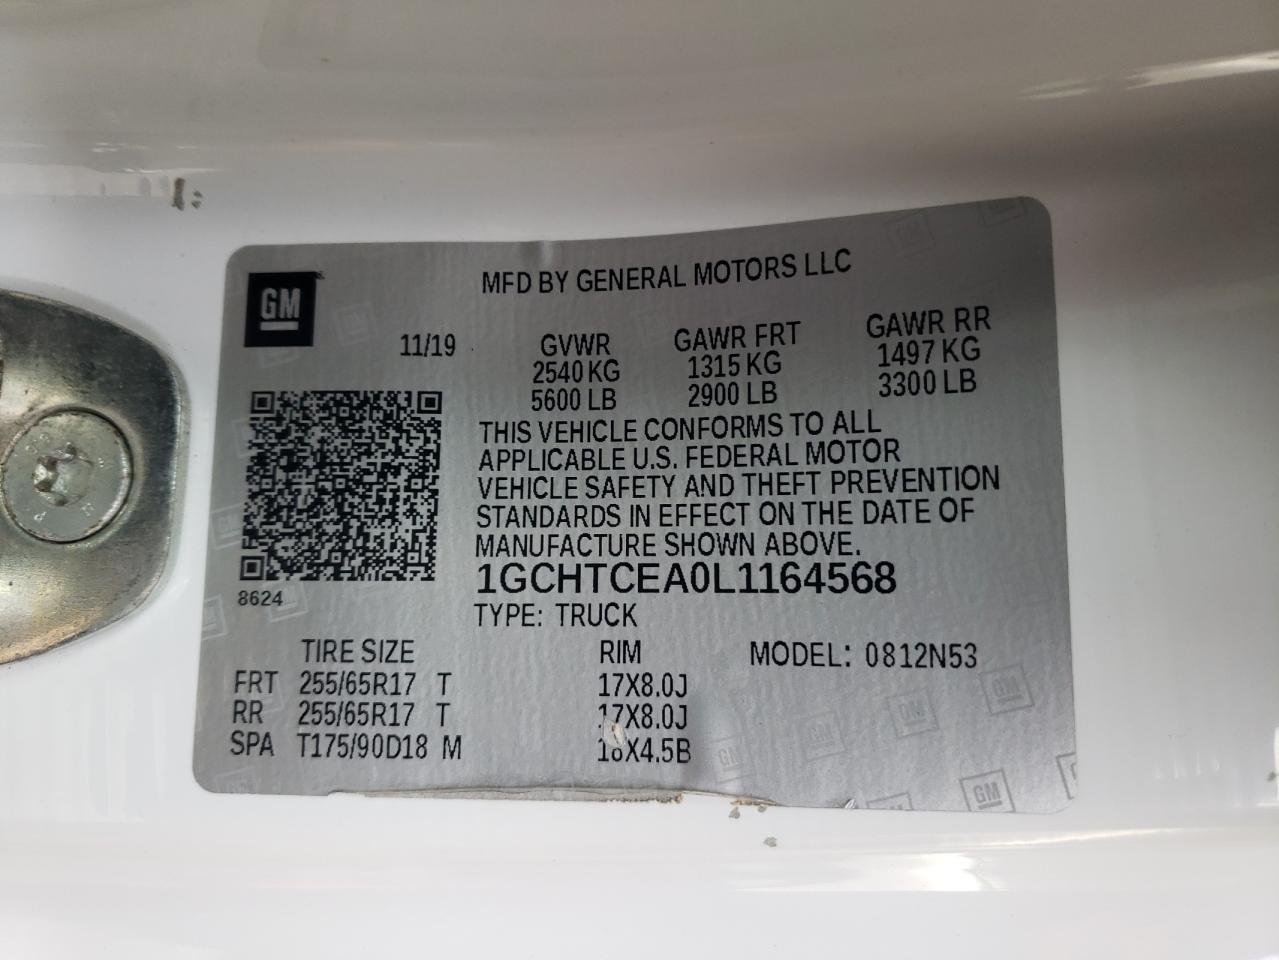 MFD BY GENERAL MOTORS LLC
GM
11/19 GVWR GAWR FRT GAWR RR
2540 KG 1315 KG 1497 KG
5600 LB 2900 LB 3300 LB
THIS VEHICLE CONFORMS TO ALL
APPLICABLE U.S. FEDERAL MOTOR
VEHICLE SAFETY AND THEFT PREVENTION
STANDARDS IN EFFECT ON THE DATE OF
MANUFACTURE SHOWN ABOVE.
1GCHTCEA0L1164568
8624
TYPE: TRUCK
TIRE SIZE RIM MODEL: 0812N53
FRT 255/65R17 T 17X8.0J
RR 255/65R17 T 17X8.0J
SPA T175/90D18 M 18X4.5B
GM